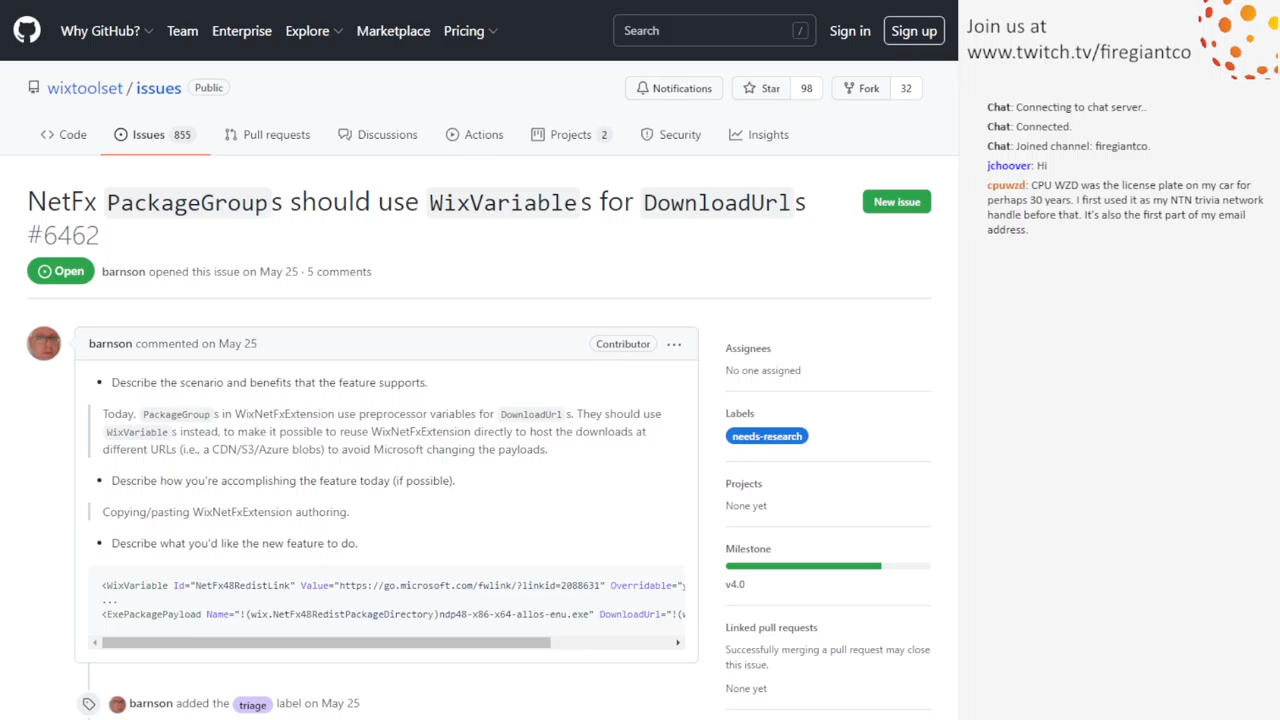 Why GitHub? Team Enterprise Explore Marketplace Pricing
Search /
Sign in Sign up
wixtoolset / issues Public
Notifications Star 98 Fork 32
Code Issues 855 Pull requests Discussions Actions Projects 2 Security Insights
NetFx PackageGroups should use WixVariables for DownloadUrls
#6462
New issue
Open barnson opened this issue on May 25 · 5 comments
barnson commented on May 25
Contributor ...
• Describe the scenario and benefits that the feature supports.
Today, PackageGroup s in WixNetFxExtension use preprocessor variables for DownloadUrl s. They should use
WixVariable s instead, to make it possible to reuse WixNetFxExtension directly to host the downloads at
different URLs (i.e., a CDN/S3/Azure blobs) to avoid Microsoft changing the payloads.
• Describe how you're accomplishing the feature today (if possible).
Copying/pasting WixNetFxExtension authoring.
• Describe what you'd like the new feature to do.
<WixVariable Id="NetFx48RedistLink" Value="https://go.microsoft.com/fwlink/?linkid=2088631" Overridable="
...
<ExePackagePayload Name="!(wix.NetFx48RedistPackageDirectory)ndp48-x86-x64-allos-enu.exe" DownloadUrl="!(
barnson added the triage label on May 25
Assignees
No one assigned
Labels
needs-research
Projects
None yet
Milestone
v4.0
Linked pull requests
Successfully merging a pull request may close
this issue.
None yet
Join us at
www.twitch.tv/firegiantco
Chat: Connecting to chat server..
Chat: Connected.
Chat: Joined channel: firegiantco.
jchoover: Hi
cpuwzd: CPU WZD was the license plate on my car for
perhaps 30 years. I first used it as my NTN trivia network
handle before that. It's also the first part of my email
address.